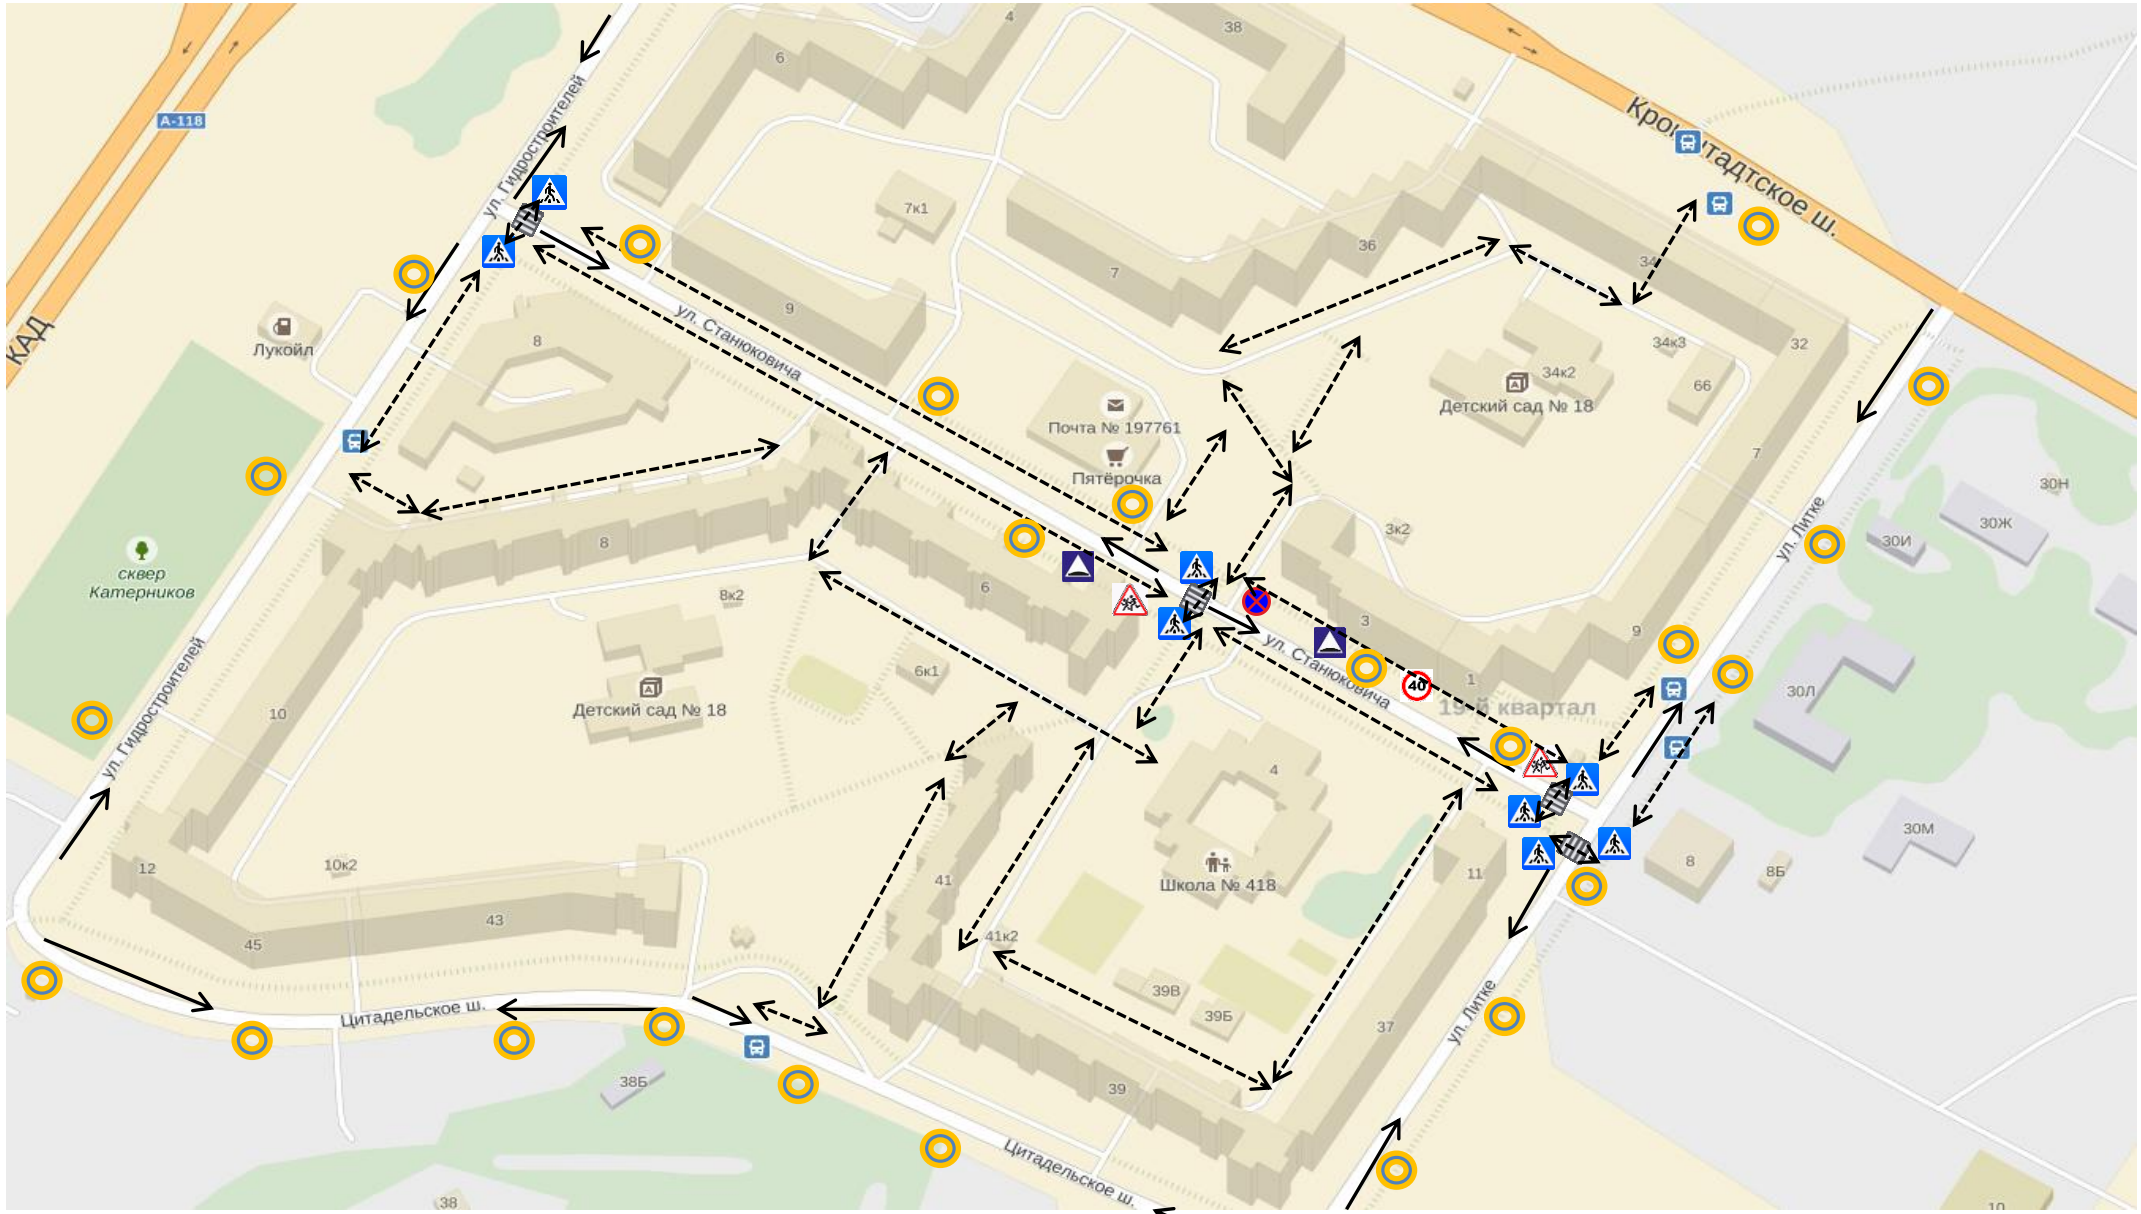 4
38
6
ул. Гидростроителей
А-118
Кронштадтское ш.
7к1
36
34
7
9
ул. Станюковича
КАД
Лукойл
8
32
34к3
34к2
66
Детский сад № 18
Почта № 197761
Пятёрочка
7
30Н
30Ж
30И
ул. Литке
3к2
сквер
Катерников
8
6
8к2
3
9
ул. Станюковича
40
1
19-й квартал
30Л
6к1
Детский сад № 18
10
ул. Гидростроителей
4
30М
8
8Б
Школа № 418
11
41
12
10к2
43
45
41к2
39В
39Б
37
ул. Литке
Цитадельское ш.
38Б
39
Цитадельское ш.
38
10